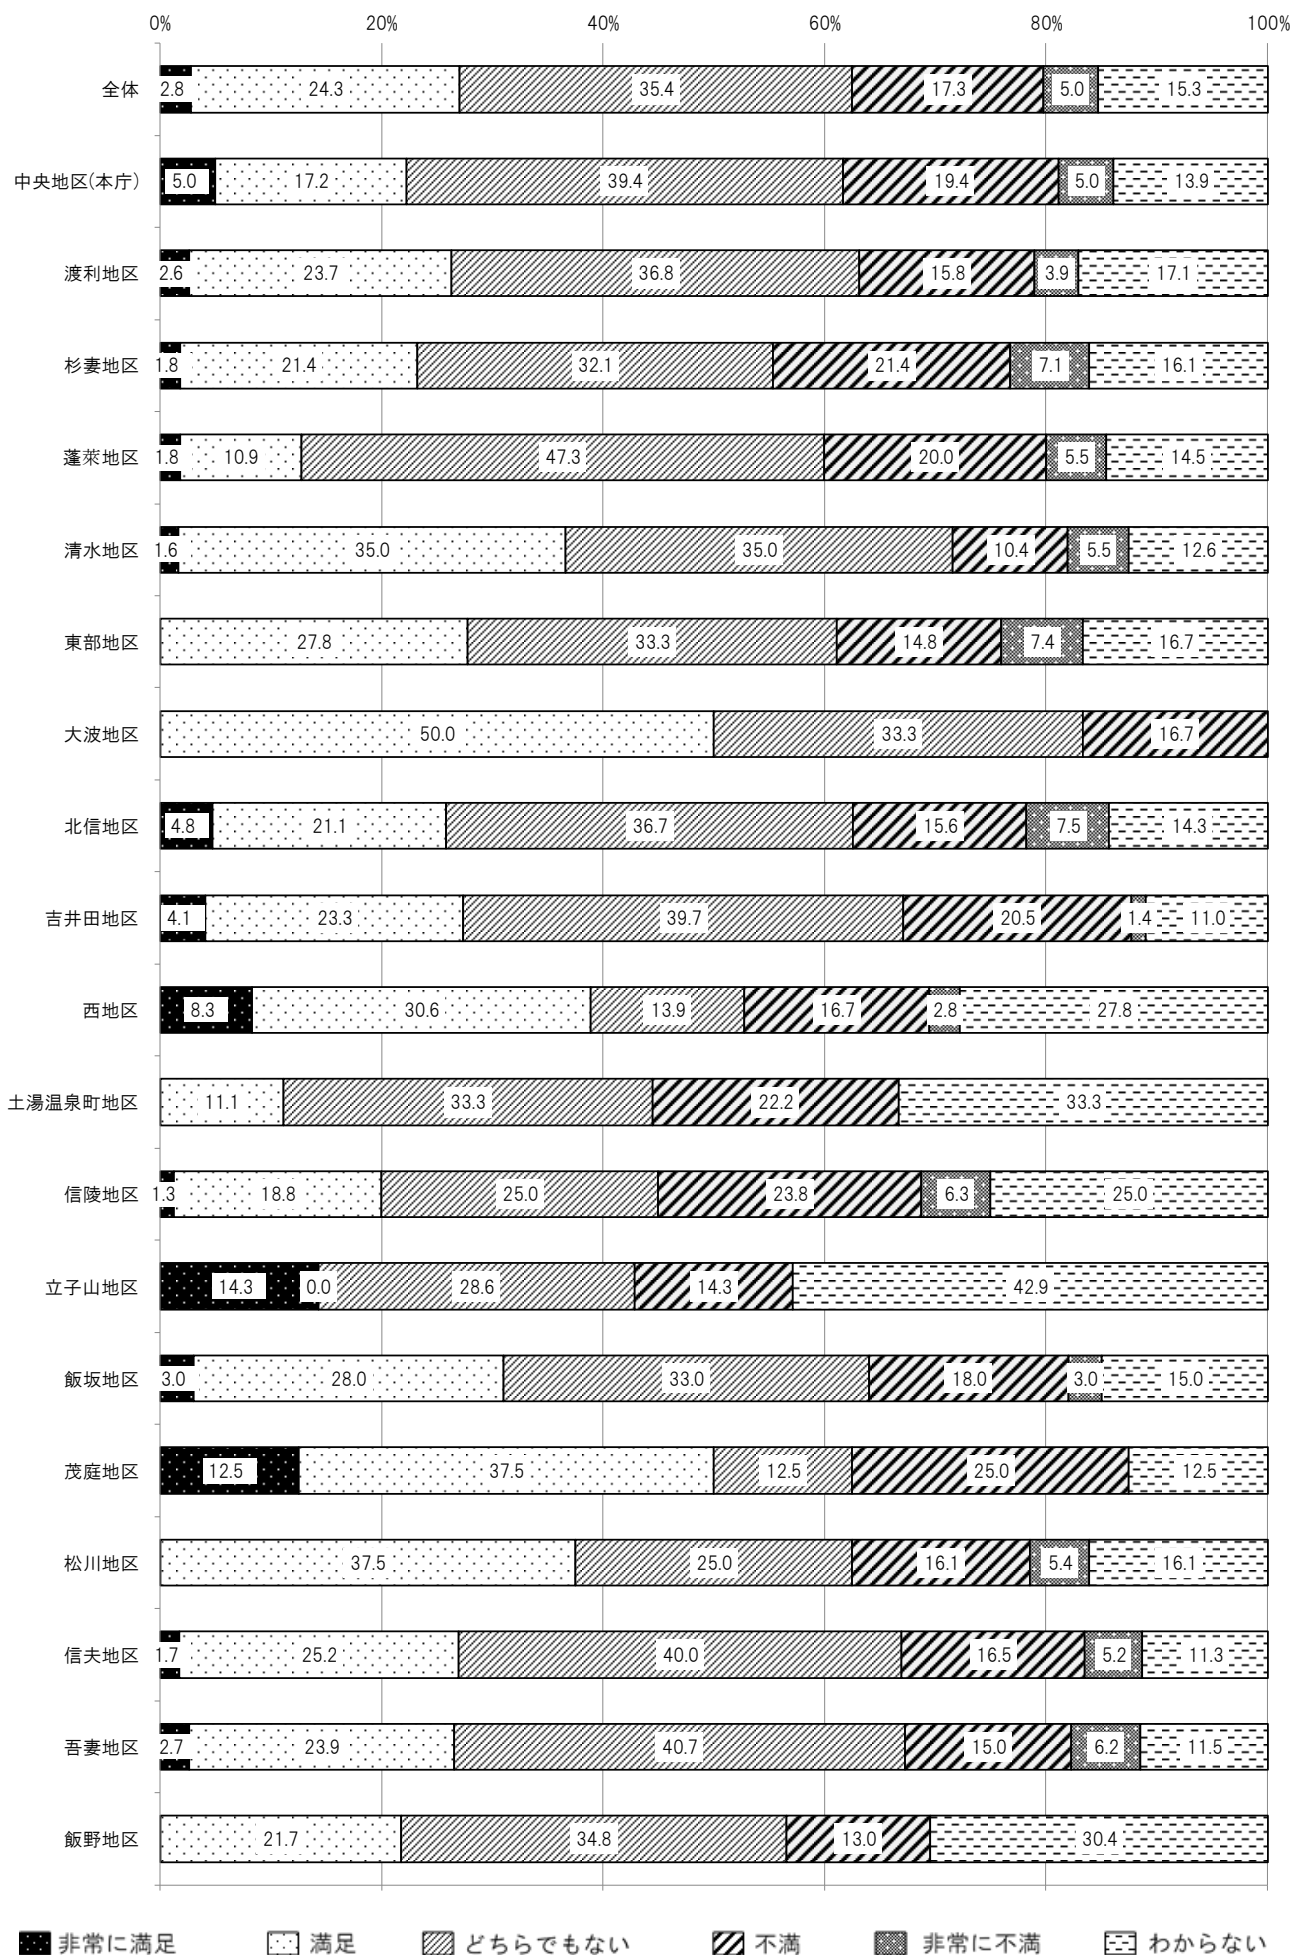 0% 20% 40% 60% 80% 100%
全体 2.8 24.3 35.4 17.3 5.0 15.3
中央地区(本庁) 5.0 17.2 39.4 19.4 5.0 13.9
渡利地区 2.6 23.7 36.8 15.8 3.9 17.1
杉妻地区 1.8 21.4 32.1 21.4 7.1 16.1
蓬莱地区 1.8 10.9 47.3 20.0 5.5 14.5
清水地区 1.6 35.0 35.0 10.4 5.5 12.6
東部地区 27.8 33.3 14.8 7.4 16.7
大波地区 50.0 33.3 16.7
北信地区 4.8 21.1 36.7 15.6 7.5 14.3
吉井田地区 4.1 23.3 39.7 20.5 1.4 11.0
西地区 8.3 30.6 13.9 16.7 2.8 27.8
土湯温泉町地区 11.1 33.3 22.2 33.3
信陵地区 1.3 18.8 25.0 23.8 6.3 25.0
立子山地区 14.3 0.0 28.6 14.3 42.9
飯坂地区 3.0 28.0 33.0 18.0 3.0 15.0
茂庭地区 12.5 37.5 12.5 25.0 12.5
松川地区 37.5 25.0 16.1 5.4 16.1
信夫地区 1.7 25.2 40.0 16.5 5.2 11.3
吾妻地区 2.7 23.9 40.7 15.0 6.2 11.5
飯野地区 21.7 34.8 13.0 30.4
非常に満足 満足 どちらでもない 不満 非常に不満 わからない